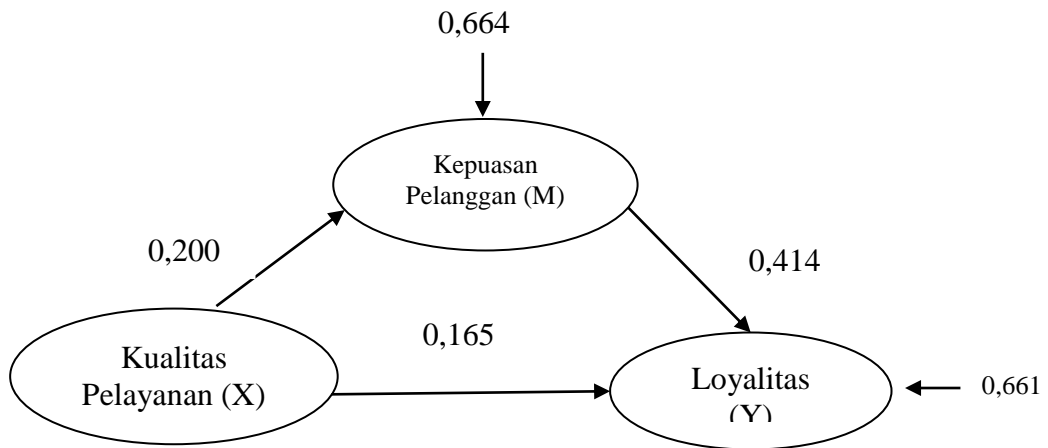 0,664
Kepuasan
Pelanggan (M)
0,200
0,414
0,165
Kualitas
Pelayanan (X)
Loyalitas
(Y)
0,661